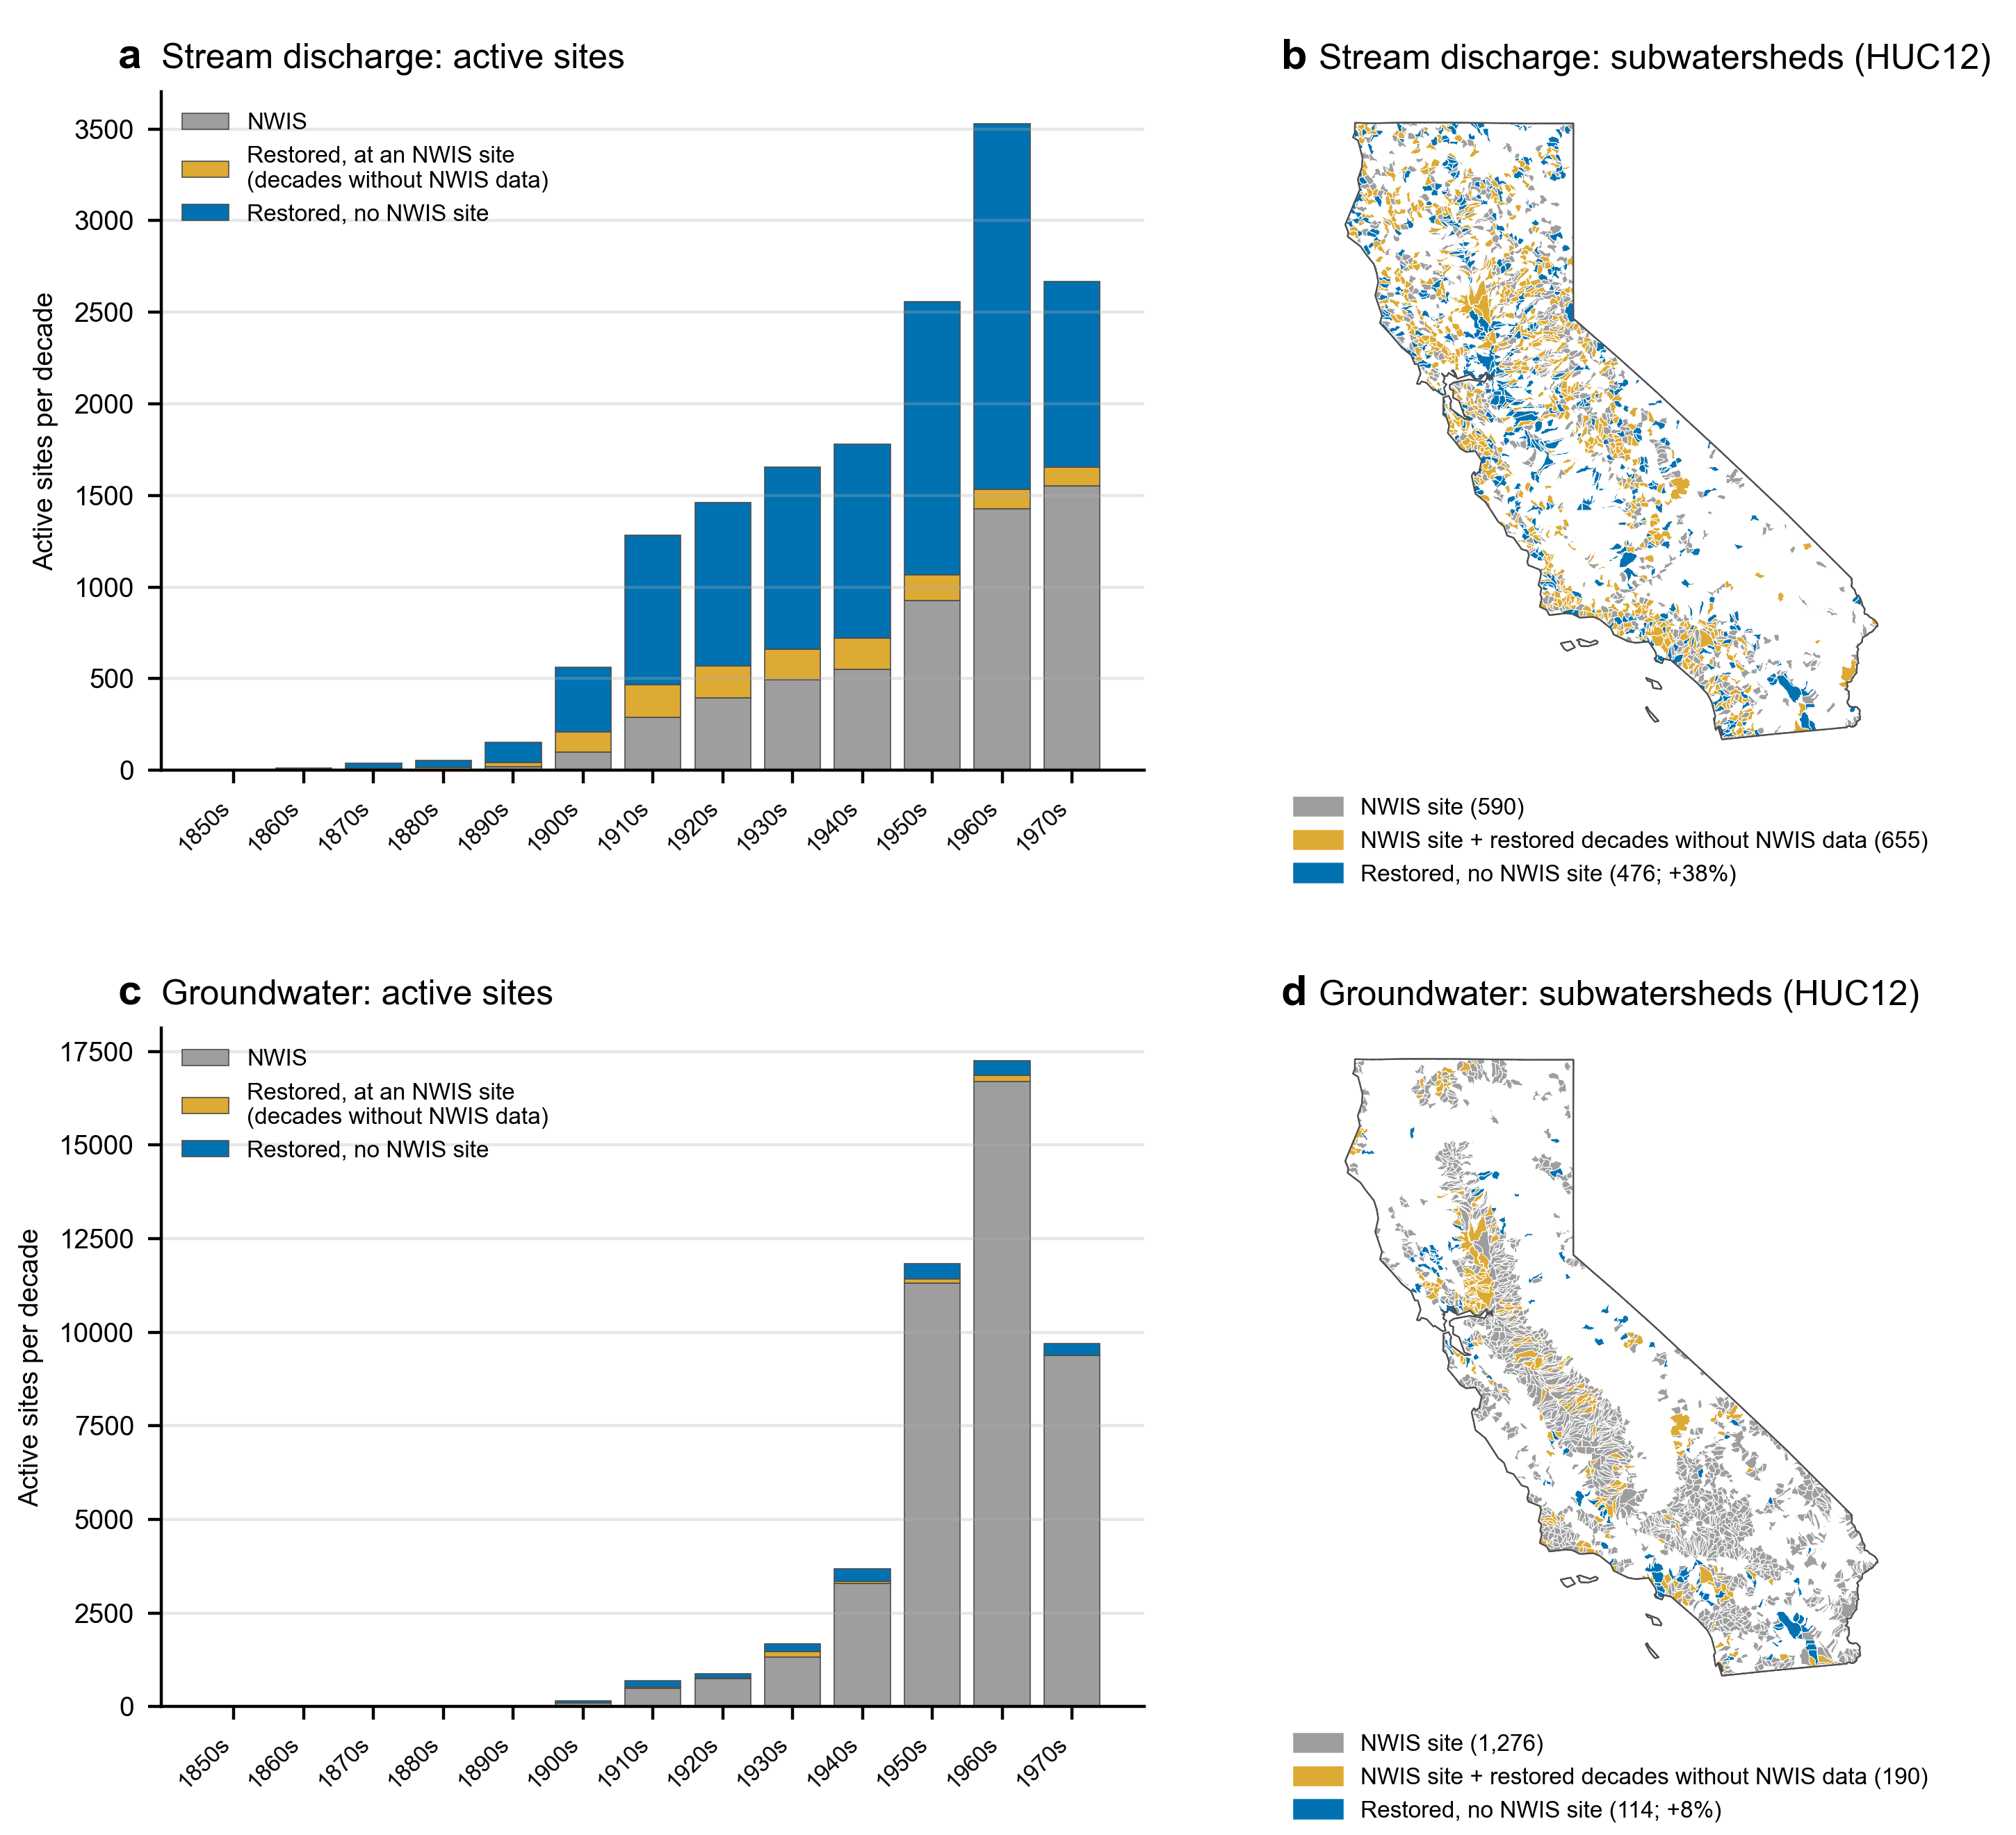 a Stream discharge: active sites
Active sites per decade
3500
3000
2500
2000
1500
1000
500
0
NWIS
Restored, at an NWIS site
(decades without NWIS data)
Restored, no NWIS site
1850s
1860s
1870s
1880s
1890s
1900s
1910s
1920s
1930s
1940s
1950s
1960s
1970s
b Stream discharge: subwatersheds (HUC12)
NWIS site (590)
NWIS site + restored decades without NWIS data (655)
Restored, no NWIS site (476; +38%)
c Groundwater: active sites
Active sites per decade
17500
15000
12500
10000
7500
5000
2500
0
NWIS
Restored, at an NWIS site
(decades without NWIS data)
Restored, no NWIS site
1850s
1860s
1870s
1880s
1890s
1900s
1910s
1920s
1930s
1940s
1950s
1960s
1970s
d Groundwater: subwatersheds (HUC12)
NWIS site (1,276)
NWIS site + restored decades without NWIS data (190)
Restored, no NWIS site (114; +8%)